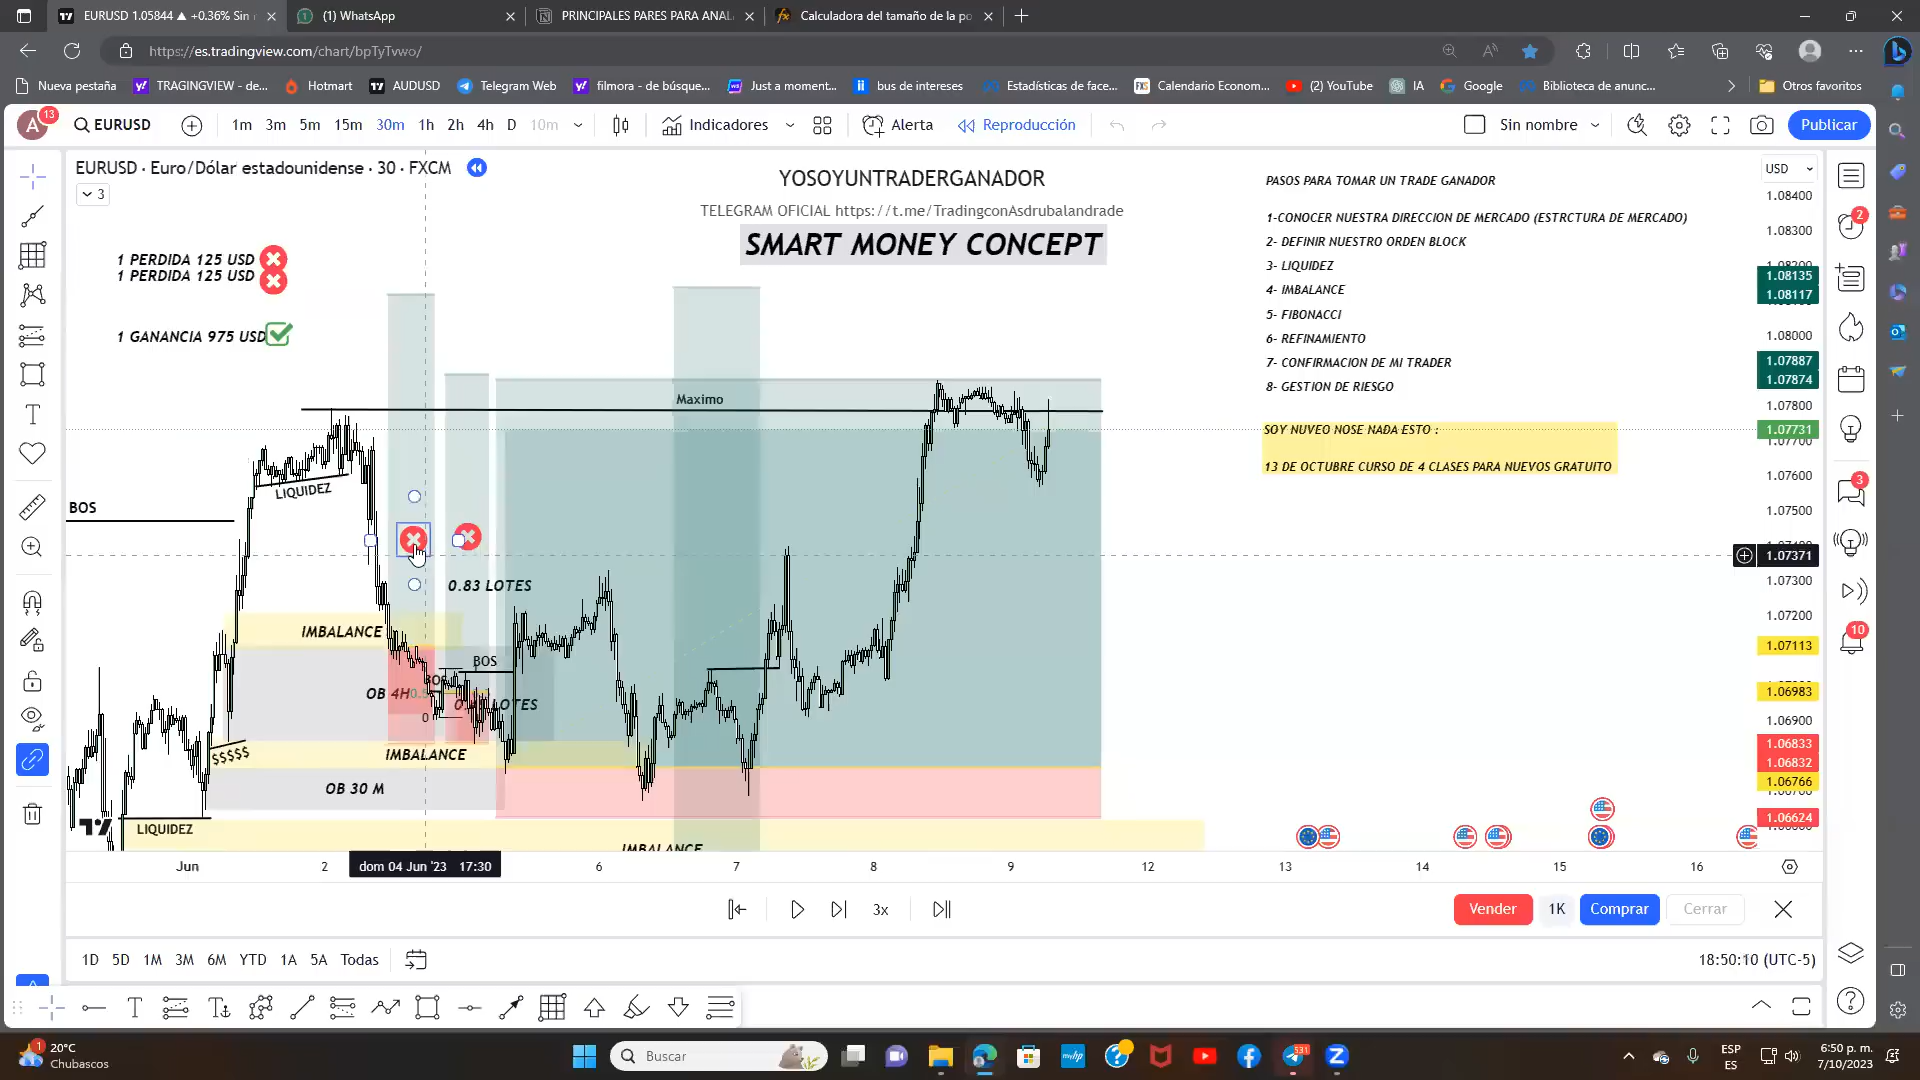 EURUSD 1.05844 ▲ +0.36% Sin
(1) WhatsApp
PRINCIPALES PARES PARA ANAL
Calculadora del tamaño de la po
https://es.tradingview.com/chart/bpTyTvwo/
Nueva pestaña
TRAGINGVIEW - de...
Hotmart
AUDUSD
Telegram Web
filmora - de búsque...
Just a moment...
bus de intereses
Estadísticas de face...
Calendario Econom...
(2) YouTube
IA
Google
Biblioteca de anunc...
Otros favoritos
A 13
EURUSD
1m 3m 5m 15m 30m 1h 2h 4h D 10m
Indicadores
Alerta
Reproducción
Sin nombre
Publicar
EURUSD · Euro/Dólar estadounidense · 30 · FXCM
3
YOSOYUNTRADERGANADOR
TELEGRAM OFICIAL https://t.me/TradingconAsdrubalandrade
SMART MONEY CONCEPT
1 PERDIDA 125 USD
1 PERDIDA 125 USD
1 GANANCIA 975 USD
PASOS PARA TOMAR UN TRADE GANADOR
1-CONOCER NUESTRA DIRECCION DE MERCADO (ESTRCTURA DE MERCADO)
2- DEFINIR NUESTRO ORDEN BLOCK
3- LIQUIDEZ
4- IMBALANCE
5- FIBONACCI
6- REFINAMIENTO
7- CONFIRMACION DE MI TRADER
8- GESTION DE RIESGO
SOY NUVEO NOSE NADA ESTO :
13 DE OCTUBRE CURSO DE 4 CLASES PARA NUEVOS GRATUITO
Maximo
LIQUIDEZ
BOS
0.83 LOTES
IMBALANCE
BOS
OB 4H
LOTES
0
$$$$$
IMBALANCE
OB 30 M
LIQUIDEZ
IMBALANCE
USD
1.08400
1.08300
1.08135
1.08117
1.08000
1.07887
1.07874
1.07800
1.07731
1.07700
1.07600
1.07500
1.07371
1.07300
1.07200
1.07113
1.06983
1.06900
1.06833
1.06832
1.06766
1.06624
Jun
2
dom 04 Jun '23 17:30
6
7
8
9
12
13
14
15
16
3x
Vender
1K
Comprar
Cerrar
1D 5D 1M 3M 6M YTD 1A 5A Todas
18:50:10 (UTC-5)
2
3
10
20°C
Chubascos
Buscar
531
ESP
ES
6:50 p. m.
7/10/2023